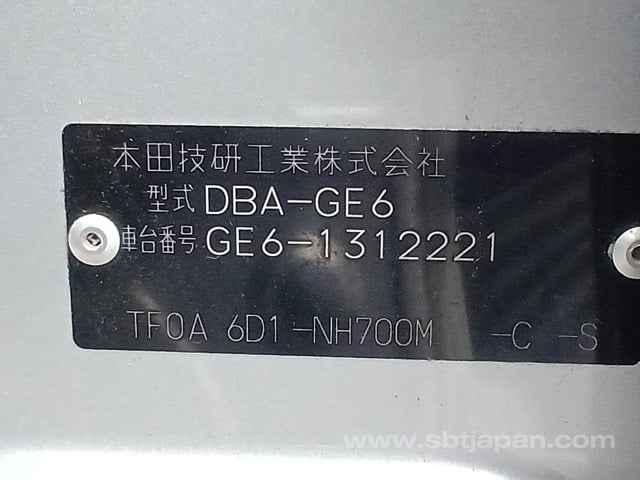 本田技研工業株式会社
型式 DBA-GE6
車台番号 GE6-1312221
TF0A 6D1-NH700M -C -S
www.sbtjapan.com